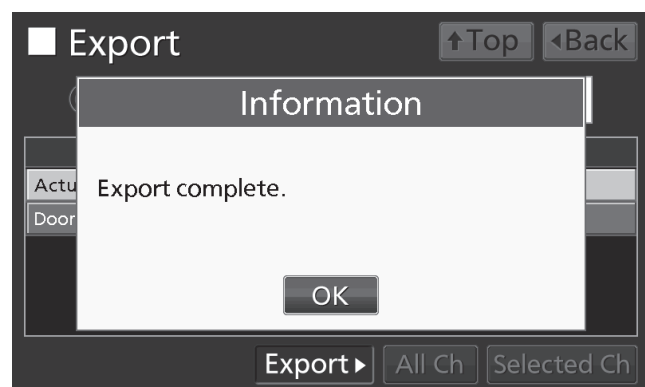 Export
Top
Back
Information
Actu
Export complete.
Door
OK
Export
All Ch
Selected Ch